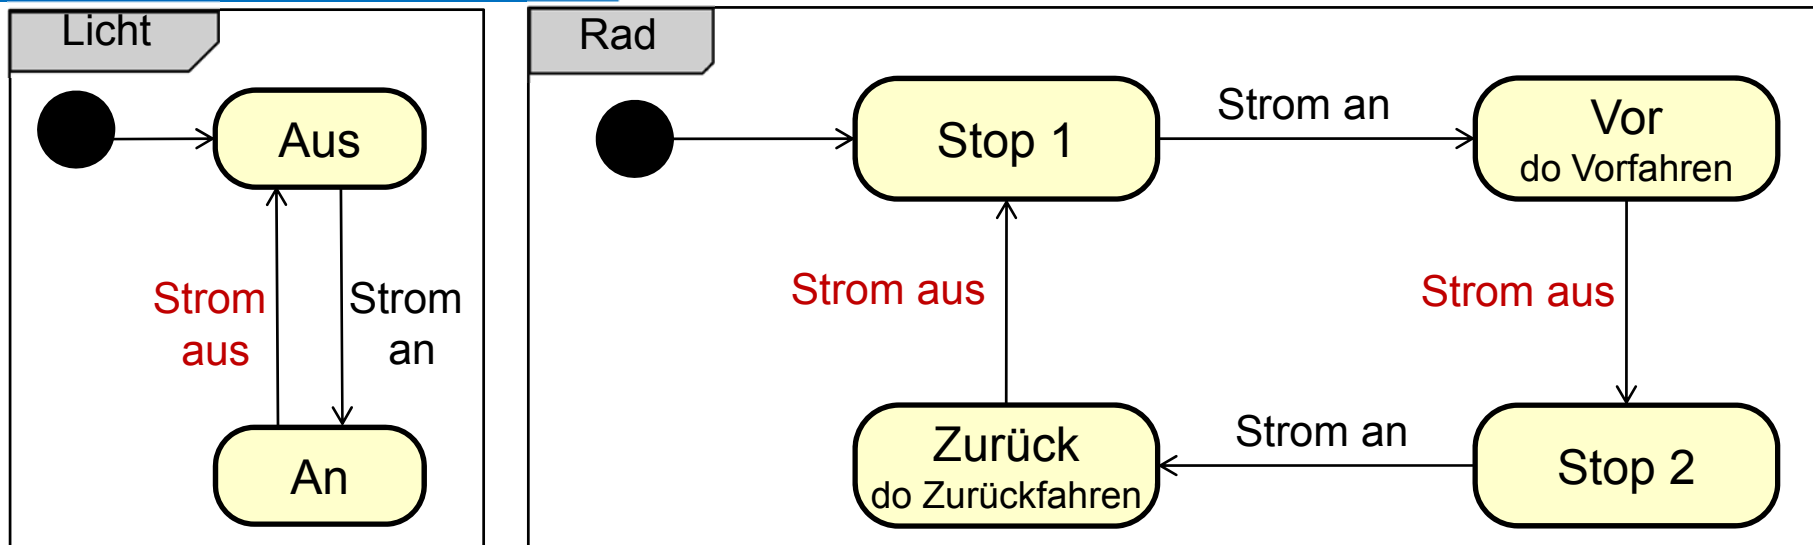 Licht
Aus
Strom
aus
Strom
an
An
Rad
Stop 1
Strom an
Vor
do Vorfahren
Strom aus
Strom aus
Zurück
do Zurückfahren
Strom an
Stop 2